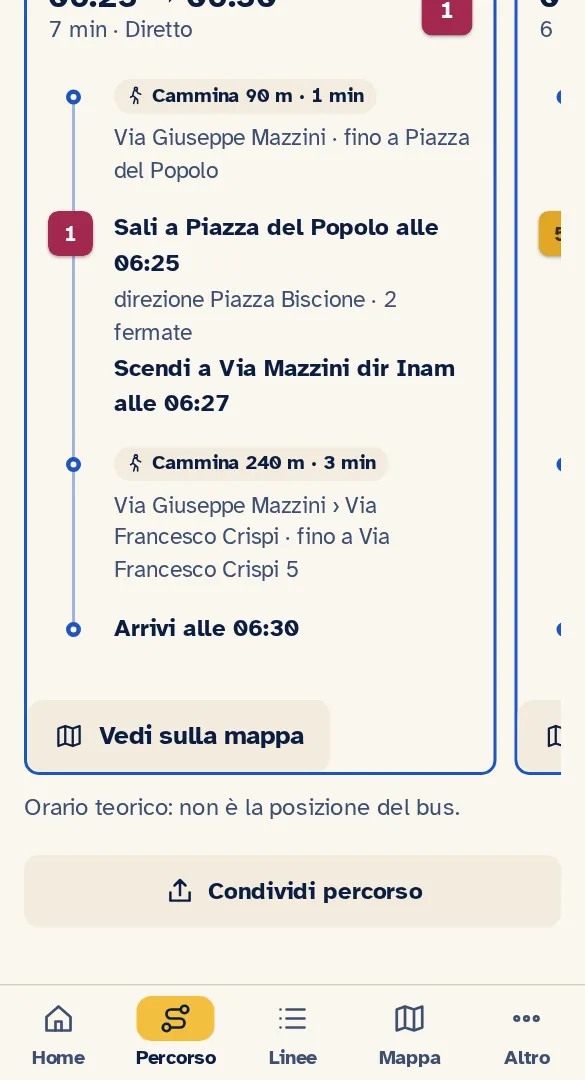 7 min · Diretto
1
6
Cammina 90 m · 1 min
Via Giuseppe Mazzini · fino a Piazza
del Popolo
1
Sali a Piazza del Popolo alle
06:25
direzione Piazza Biscione · 2
fermate
Scendi a Via Mazzini dir Inam
alle 06:27
Cammina 240 m · 3 min
Via Giuseppe Mazzini › Via
Francesco Crispi · fino a Via
Francesco Crispi 5
Arrivi alle 06:30
Vedi sulla mappa
Orario teorico: non è la posizione del bus.
Condividi percorso
Home
Percorso
Linee
Mappa
Altro